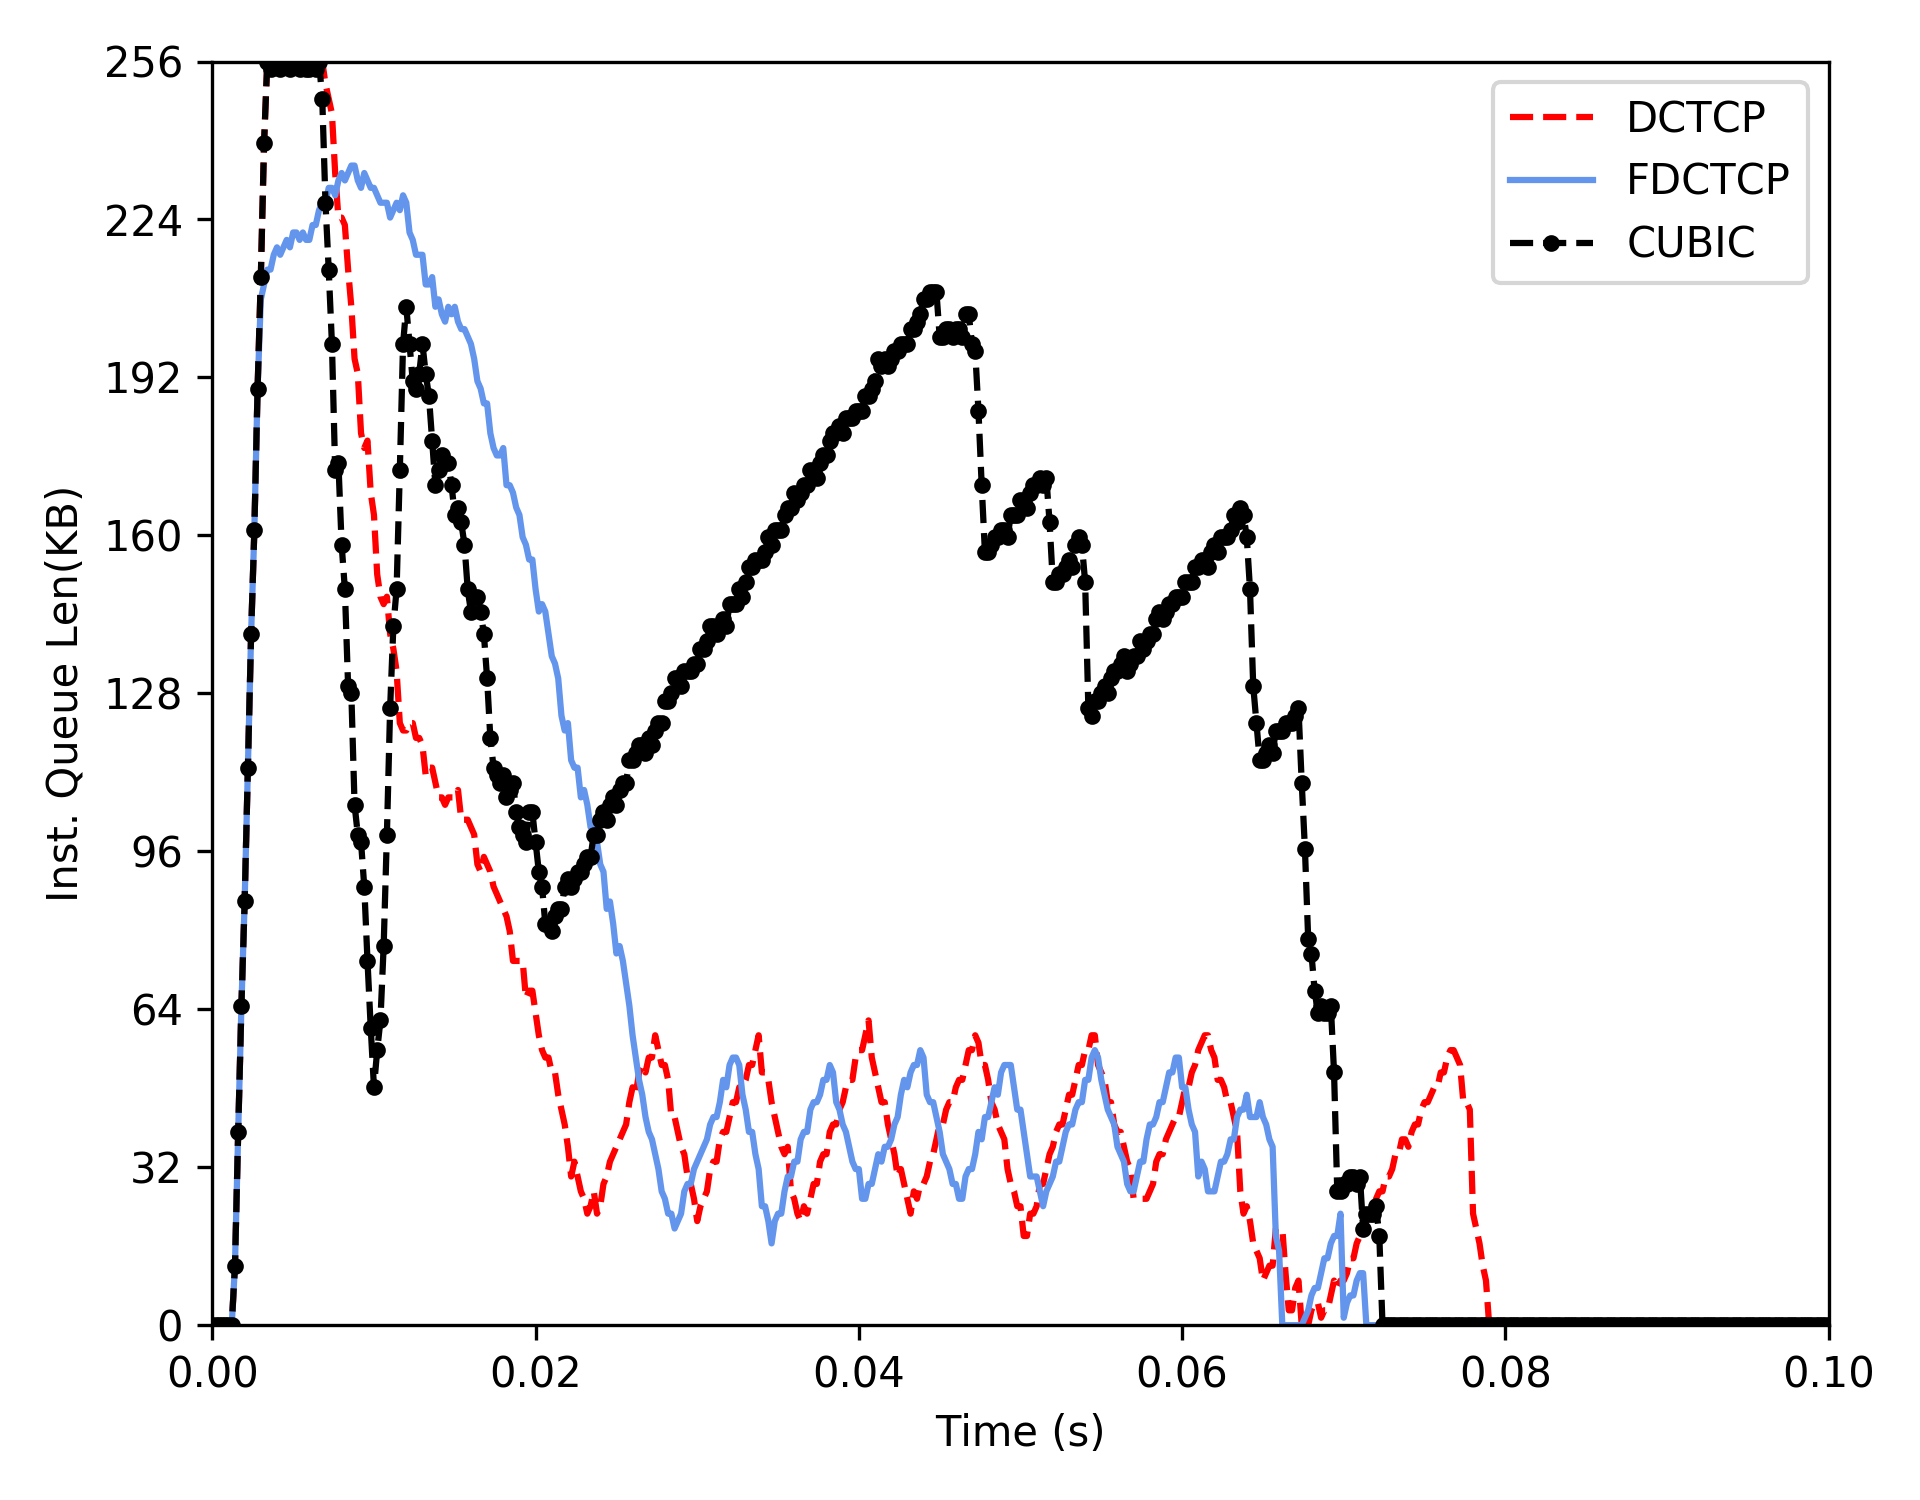 256
224
192
160
128
96
64
32
0
Inst. Queue Len(KB)
DCTCP
FDCTCP
CUBIC
0.00 0.02 0.04 0.06 0.08 0.10
Time (s)